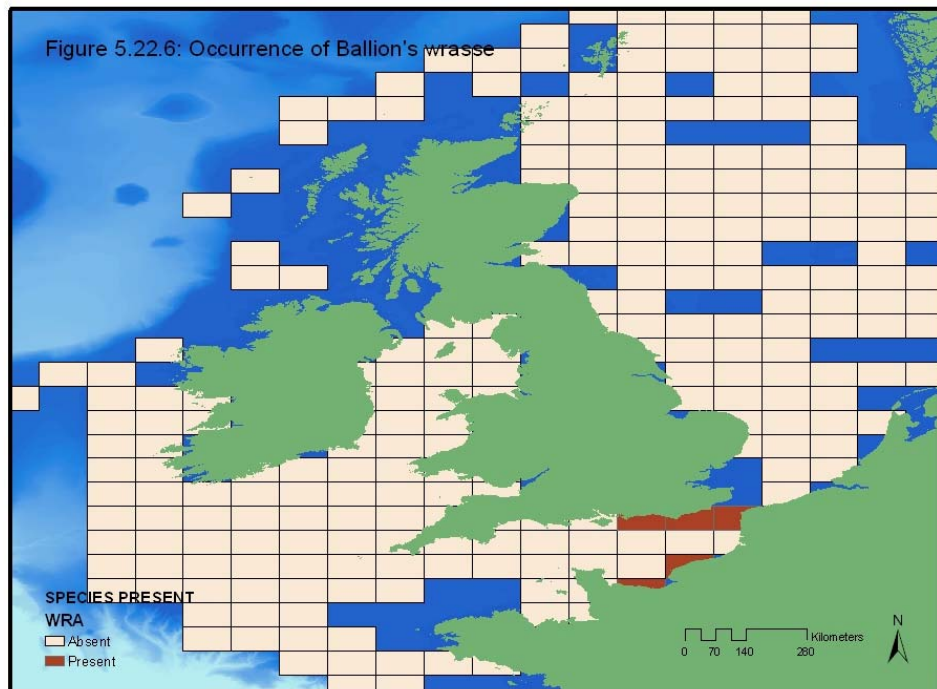 Figure 5.22.6: Occurrence of Ballion's wrasse
SPECIES PRESENT
WRA
Absent
Present
Kilometers
0 70 140 280
N